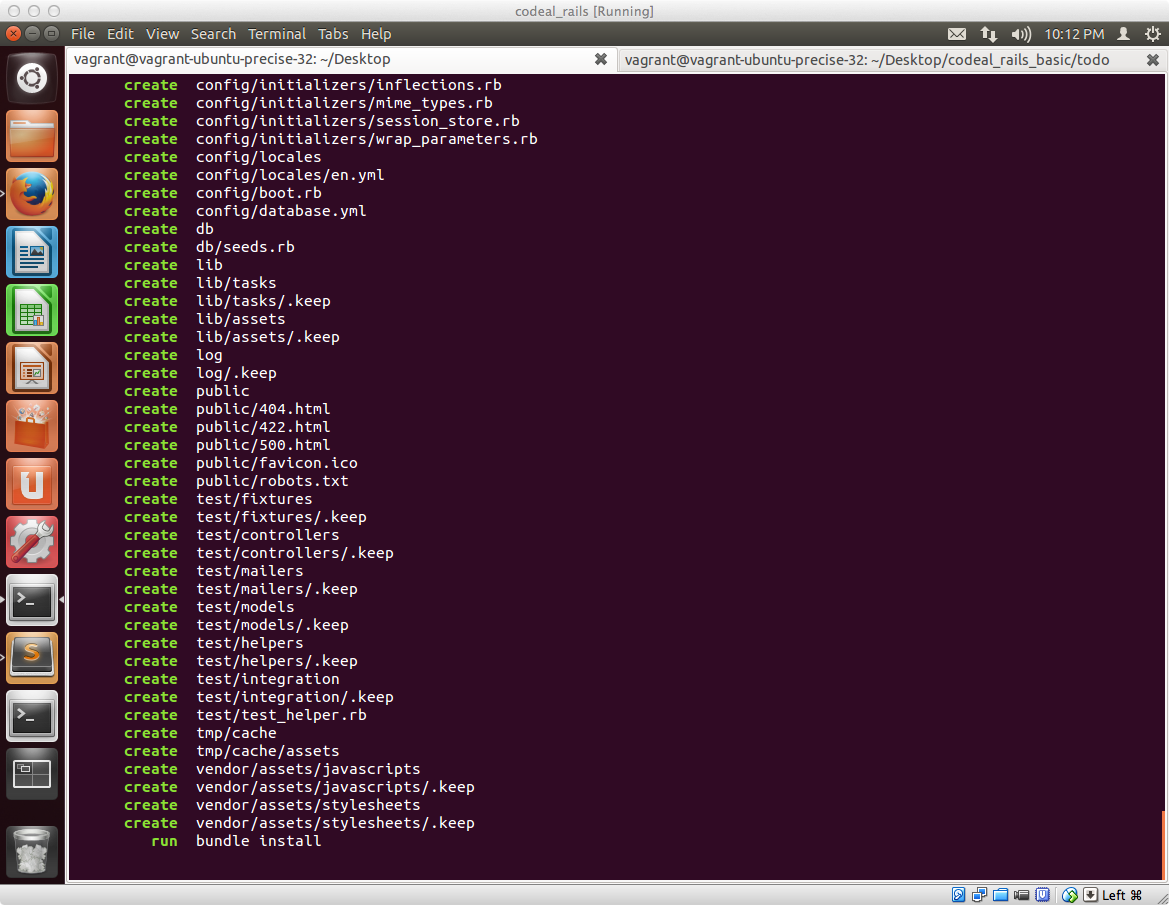 codeal_rails [Running]
File Edit View Search Terminal Tabs Help
10:12 PM
vagrant@vagrant-ubuntu-precise-32: ~/Desktop
vagrant@vagrant-ubuntu-precise-32: ~/Desktop/codeal_rails_basic/todo
create config/initializers/inflections.rb
create config/initializers/mime_types.rb
create config/initializers/session_store.rb
create config/initializers/wrap_parameters.rb
create config/locales
create config/locales/en.yml
create config/boot.rb
create config/database.yml
create db
create db/seeds.rb
create lib
create lib/tasks
create lib/tasks/.keep
create lib/assets
create lib/assets/.keep
create log
create log/.keep
create public
create public/404.html
create public/422.html
create public/500.html
create public/favicon.ico
create public/robots.txt
create test/fixtures
create test/fixtures/.keep
create test/controllers
create test/controllers/.keep
create test/mailers
create test/mailers/.keep
create test/models
create test/models/.keep
create test/helpers
create test/helpers/.keep
create test/integration
create test/integration/.keep
create test/test_helper.rb
create tmp/cache
create tmp/cache/assets
create vendor/assets/javascripts
create vendor/assets/javascripts/.keep
create vendor/assets/stylesheets
create vendor/assets/stylesheets/.keep
run bundle install
Left ⌘